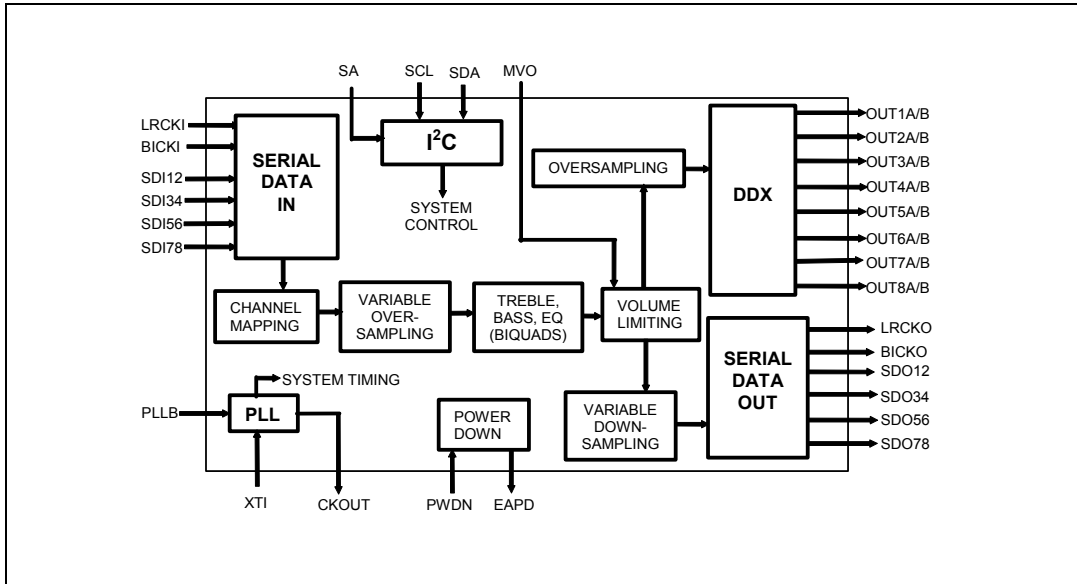 SA
SCL
SDA
MVO
LRCKI
BICKI
SDI12
SDI34
SDI56
SDI78
SERIAL
DATA
IN
I²C
SYSTEM
CONTROL
OVERSAMPLING
DDX
OUT1A/B
OUT2A/B
OUT3A/B
OUT4A/B
OUT5A/B
OUT6A/B
OUT7A/B
OUT8A/B
CHANNEL
MAPPING
VARIABLE
OVER-
SAMPLING
TREBLE,
BASS, EQ
(BIQUADS)
VOLUME
LIMITING
SERIAL
DATA
OUT
LRCKO
BICKO
SDO12
SDO34
SDO56
SDO78
SYSTEM TIMING
PLLB
PLL
POWER
DOWN
VARIABLE
DOWN-
SAMPLING
XTI
CKOUT
PWDN
EAPD